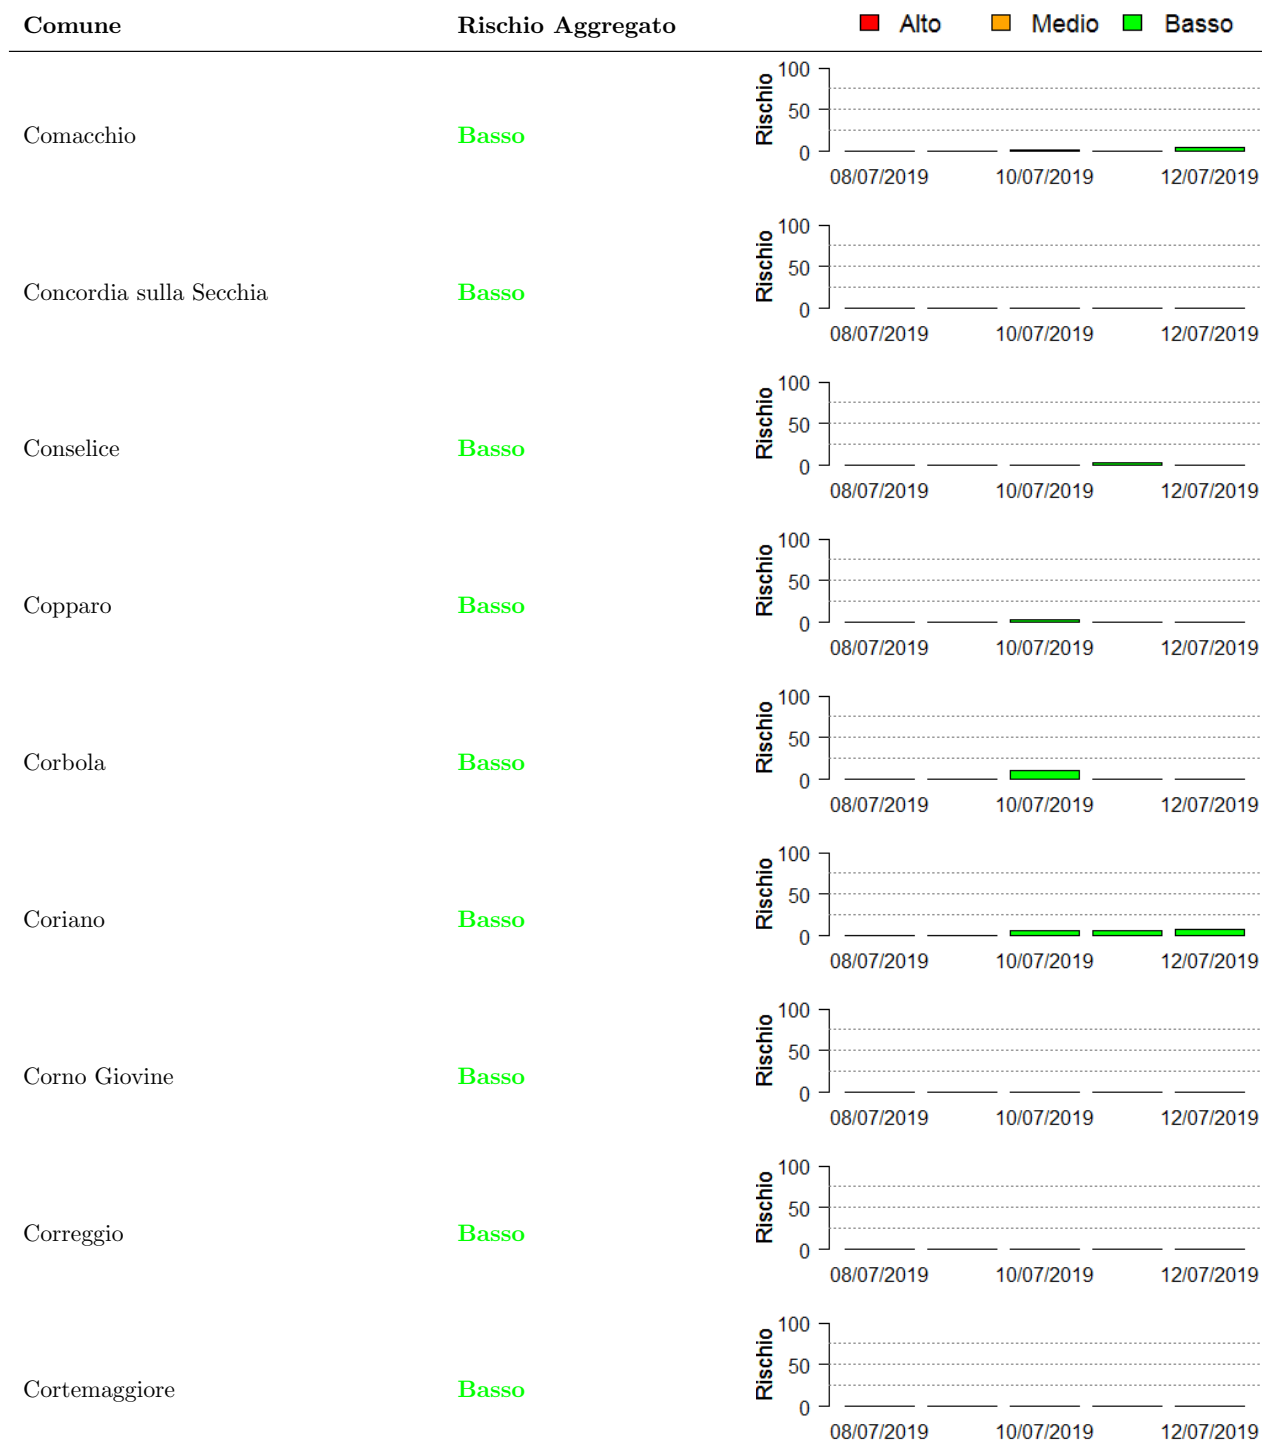 Comune Rischio Aggregato Alto Medio Basso
100
50
0
Rischio
Comacchio Basso
08/07/2019 10/07/2019 12/07/2019
100
50
0
Rischio
Concordia sulla Secchia Basso
08/07/2019 10/07/2019 12/07/2019
100
50
0
Rischio
Conselice Basso
08/07/2019 10/07/2019 12/07/2019
100
50
0
Rischio
Copparo Basso
08/07/2019 10/07/2019 12/07/2019
100
50
0
Rischio
Corbola Basso
08/07/2019 10/07/2019 12/07/2019
100
50
0
Rischio
Coriano Basso
08/07/2019 10/07/2019 12/07/2019
100
50
0
Rischio
Corno Giovine Basso
08/07/2019 10/07/2019 12/07/2019
100
50
0
Rischio
Correggio Basso
08/07/2019 10/07/2019 12/07/2019
100
50
0
Rischio
Cortemaggiore Basso
08/07/2019 10/07/2019 12/07/2019